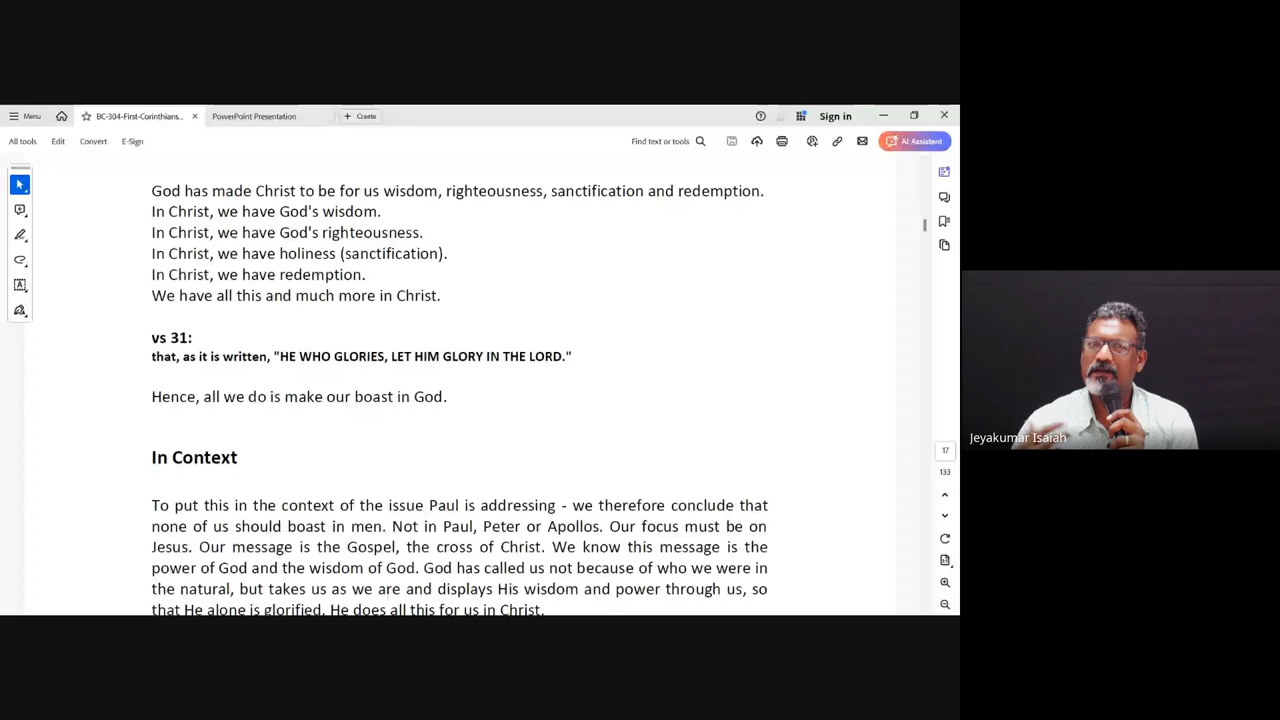 Menu
BC-304-First-Corinthians...
PowerPoint Presentation
Create
Sign in
All tools
Edit
Convert
E-Sign
Find text or tools
AI Assistant
God has made Christ to be for us wisdom, righteousness, sanctification and redemption.
In Christ, we have God's wisdom.
In Christ, we have God's righteousness.
In Christ, we have holiness (sanctification).
In Christ, we have redemption.
We have all this and much more in Christ.
vs 31:
that, as it is written, "HE WHO GLORIES, LET HIM GLORY IN THE LORD."
Hence, all we do is make our boast in God.
In Context
To put this in the context of the issue Paul is addressing - we therefore conclude that
none of us should boast in men. Not in Paul, Peter or Apollos. Our focus must be on
Jesus. Our message is the Gospel, the cross of Christ. We know this message is the
power of God and the wisdom of God. God has called us not because of who we were in
the natural, but takes us as we are and displays His wisdom and power through us, so
that He alone is glorified. He does all this for us in Christ.
17
133
Jeyakumar Isaiah